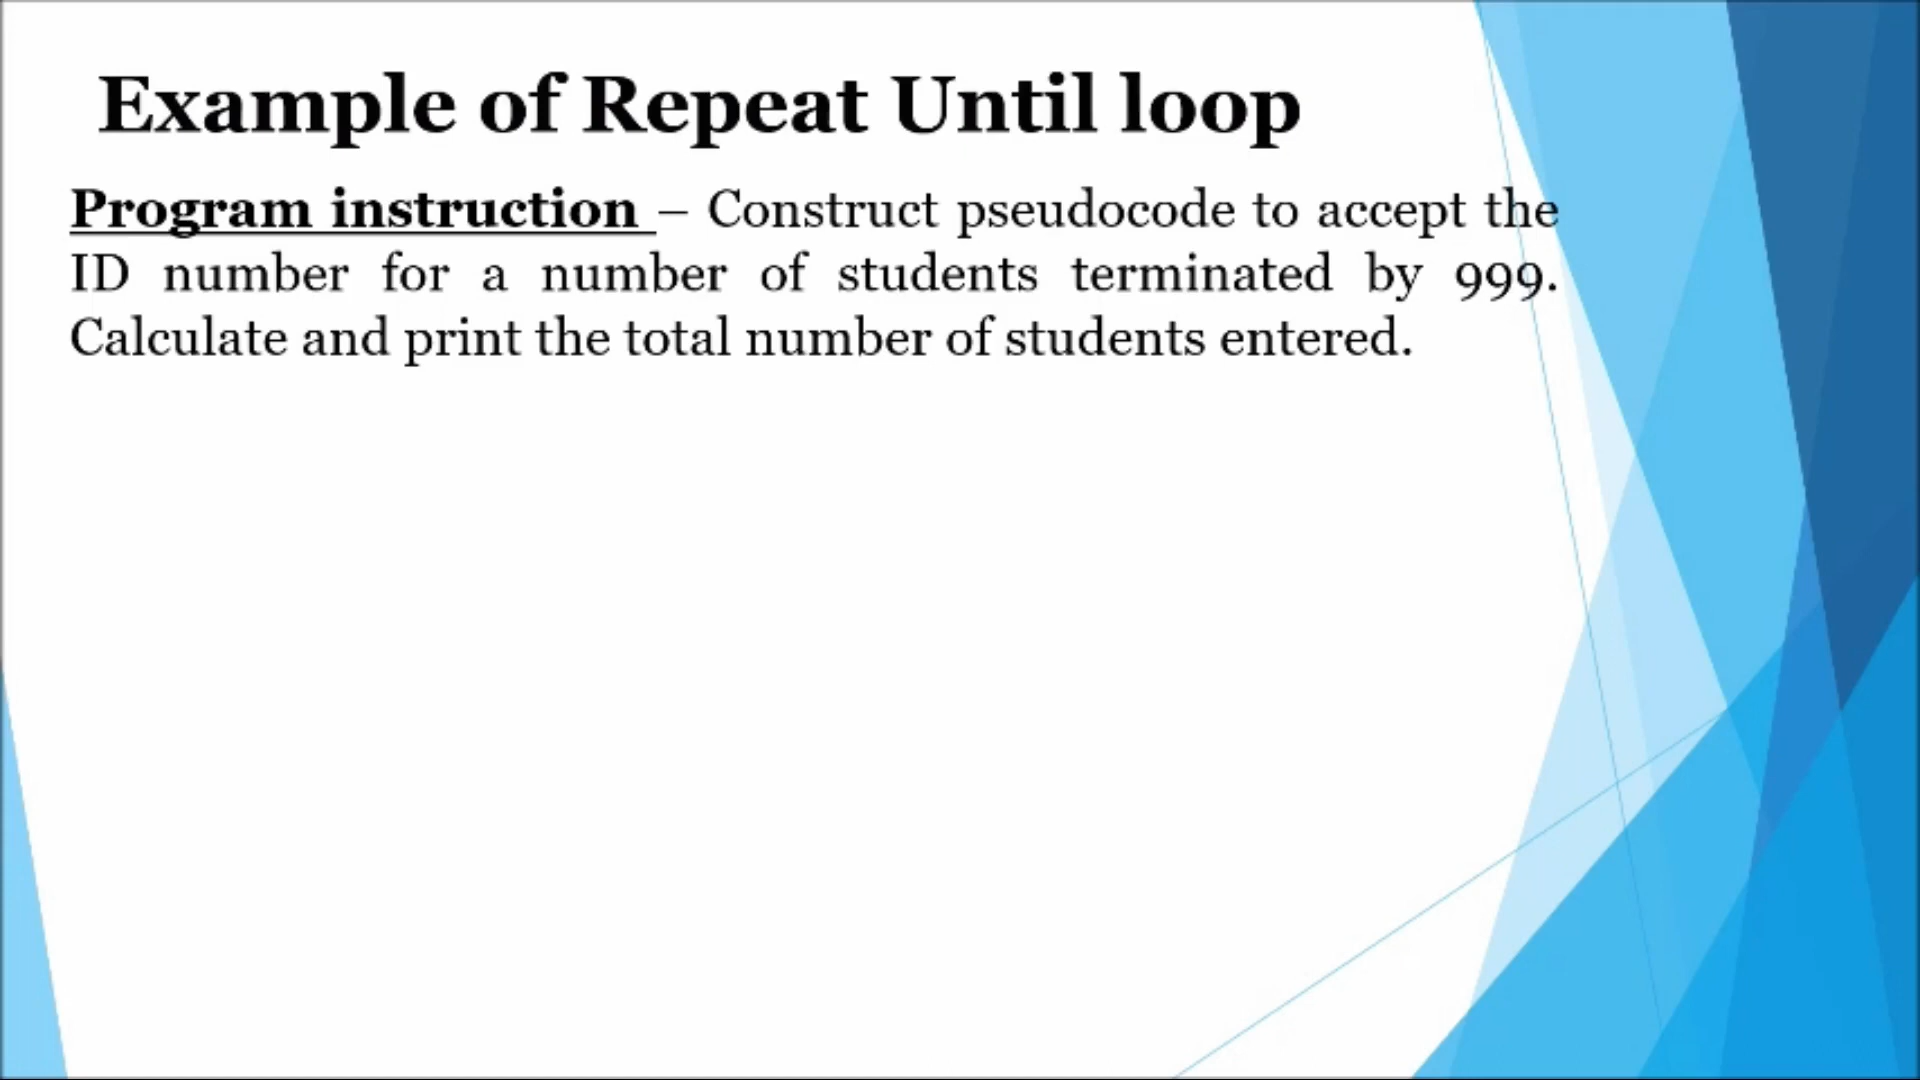 Example of Repeat Until loop
Program instruction – Construct pseudocode to accept the
ID number for a number of students terminated by 999.
Calculate and print the total number of students entered.